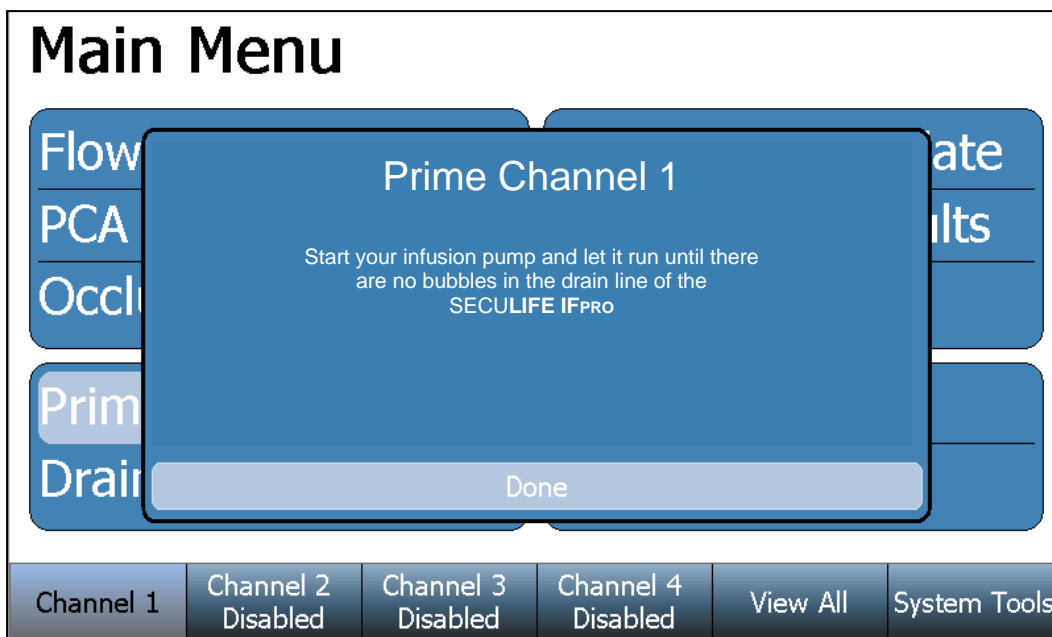 Main Menu
Flow
ate
PCA
ults
Occlu
Prim
Drain
Prime Channel 1
Start your infusion pump and let it run until there
are no bubbles in the drain line of the
SECULIFE IFPRO
Done
Channel 1
Channel 2
Disabled
Channel 3
Disabled
Channel 4
Disabled
View All
System Tools